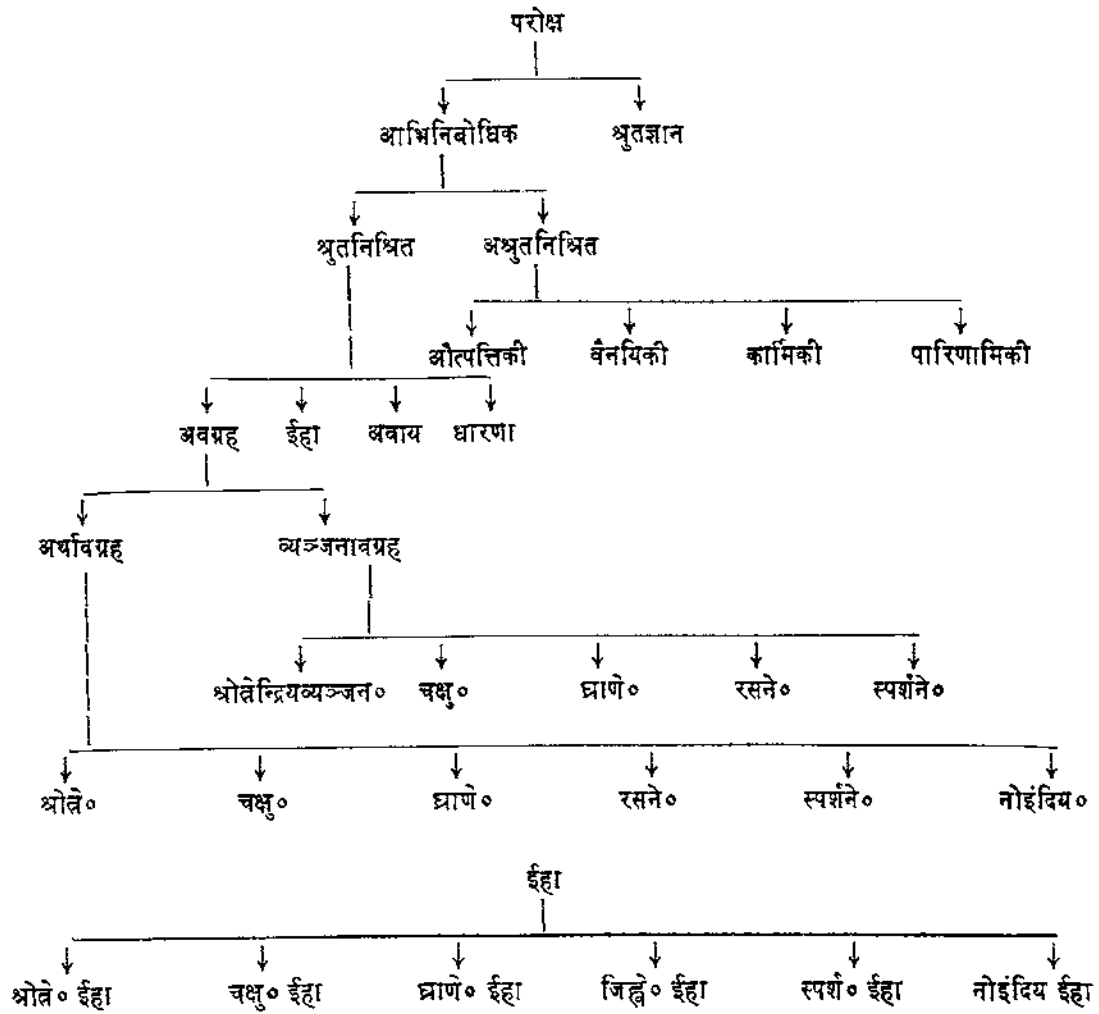 परोक्ष
आभिनिबोधिक श्रुतज्ञान
श्रुतनिश्रित अश्रुतनिश्रित
औत्पत्तिकी वैनयिकी कार्मिकी पारिणामिकी
अवग्रह ईहा अवाय धारणा
अर्थावग्रह व्यञ्जनावग्रह
श्रोत्रेन्द्रियव्यञ्जन० चक्षु० घ्राणे० रसने० स्पर्शने०
श्रोत्रे० चक्षु० घ्राणे० रसने० स्पर्शने० नोइंदिय०
ईहा
श्रोत्रे० ईहा चक्षु० ईहा घ्राणे० ईहा जिह्वे० ईहा स्पर्श० ईहा नोइंदिय ईहा